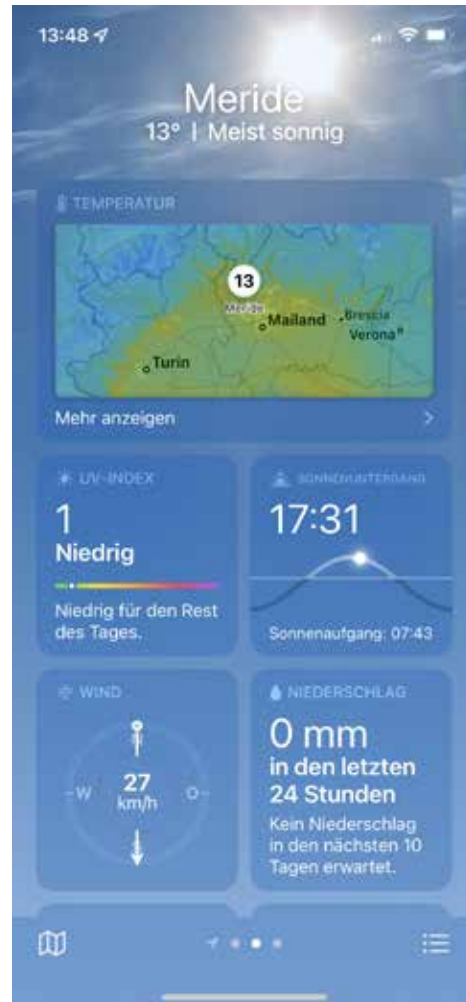 13:48
Meride
13° | Meist sonnig
TEMPERATUR
13
Meride
Mailand
Brescia
Verona
Turin
Mehr anzeigen
UV-INDEX
1
Niedrig
Niedrig für den Rest
des Tages.
SONNENUNTERGANG
17:31
Sonnenaufgang: 07:43
WIND
W
27
km/h
O
NIEDERSCHLAG
0 mm
in den letzten
24 Stunden
Kein Niederschlag
in den nächsten 10
Tagen erwartet.